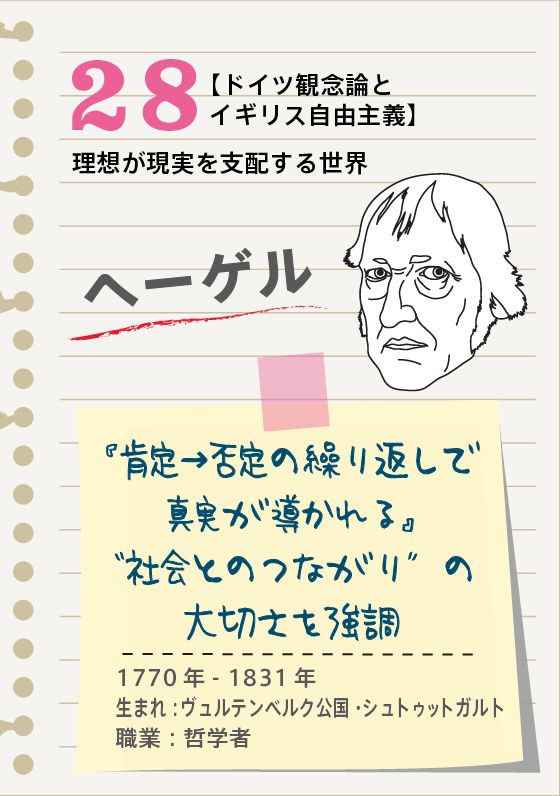 28
【ドイツ観念論と
イギリス自由主義】
理想が現実を支配する世界
ヘーゲル
『肯定→否定の繰り返しで
真実が導かれる』
“社会とのつながり”の
大切さを強調
1770年-1831年
生まれ:ヴュルテンベルク公国・シュトゥットガルト
職業:哲学者